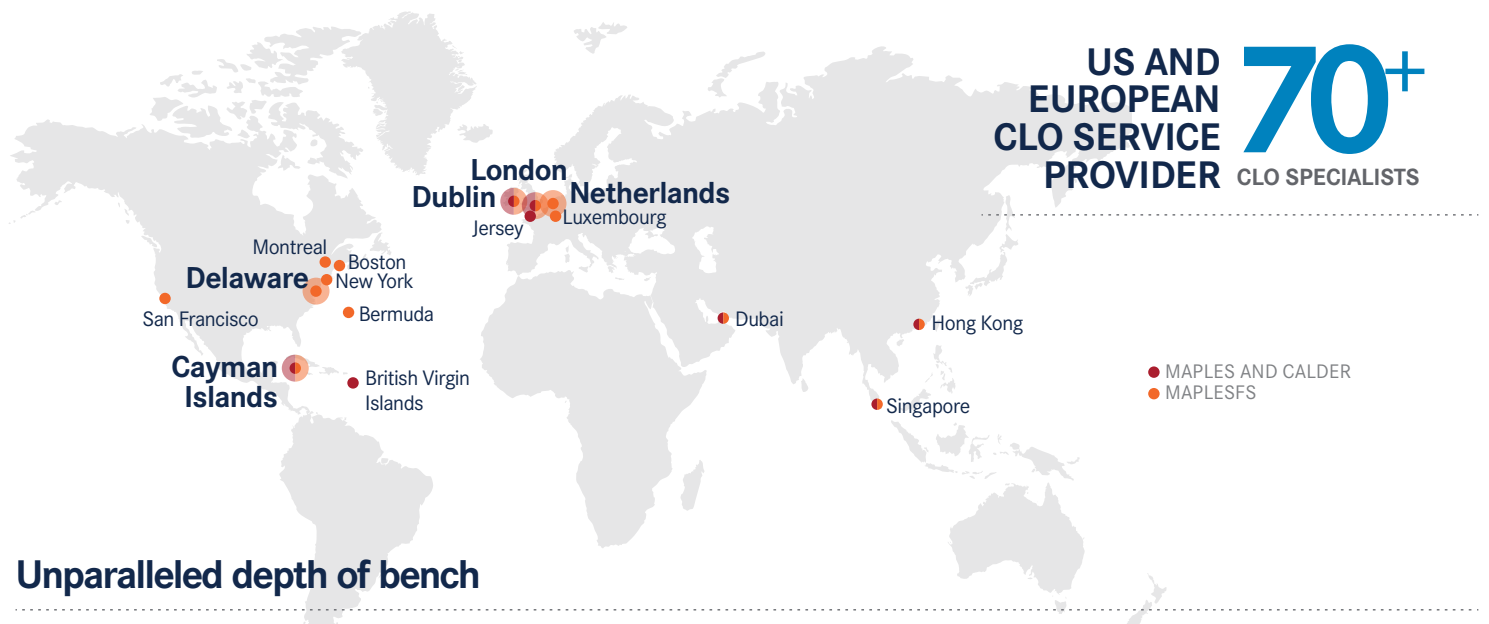 US AND
EUROPEAN
CLO SERVICE
PROVIDER
70+
CLO SPECIALISTS
London
Dublin
Netherlands
Jersey
Luxembourg
Montreal
Boston
Delaware
New York
San Francisco
Bermuda
Dubai
Hong Kong
Cayman
Islands
British Virgin
Islands
Singapore
MAPLES AND CALDER
MAPLESFS
Unparalleled depth of bench